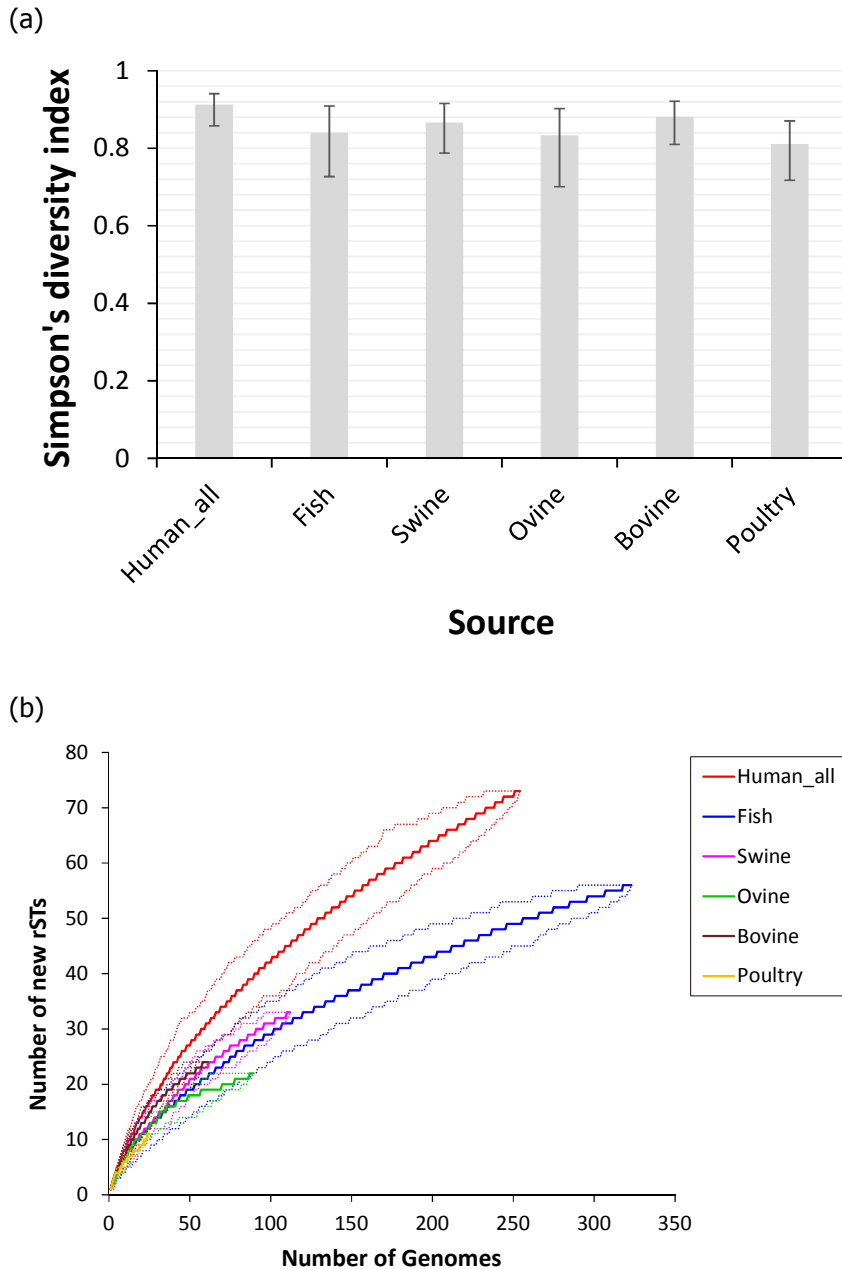 (a)
Simpson's diversity index
1
0.8
0.6
0.4
0.2
0
Human_all
Fish
Swine
Ovine
Bovine
Poultry
Source
(b)
Number of new rSTs
80
70
60
50
40
30
20
10
0
0
50
100
150
200
250
300
350
Number of Genomes
Human_all
Fish
Swine
Ovine
Bovine
Poultry